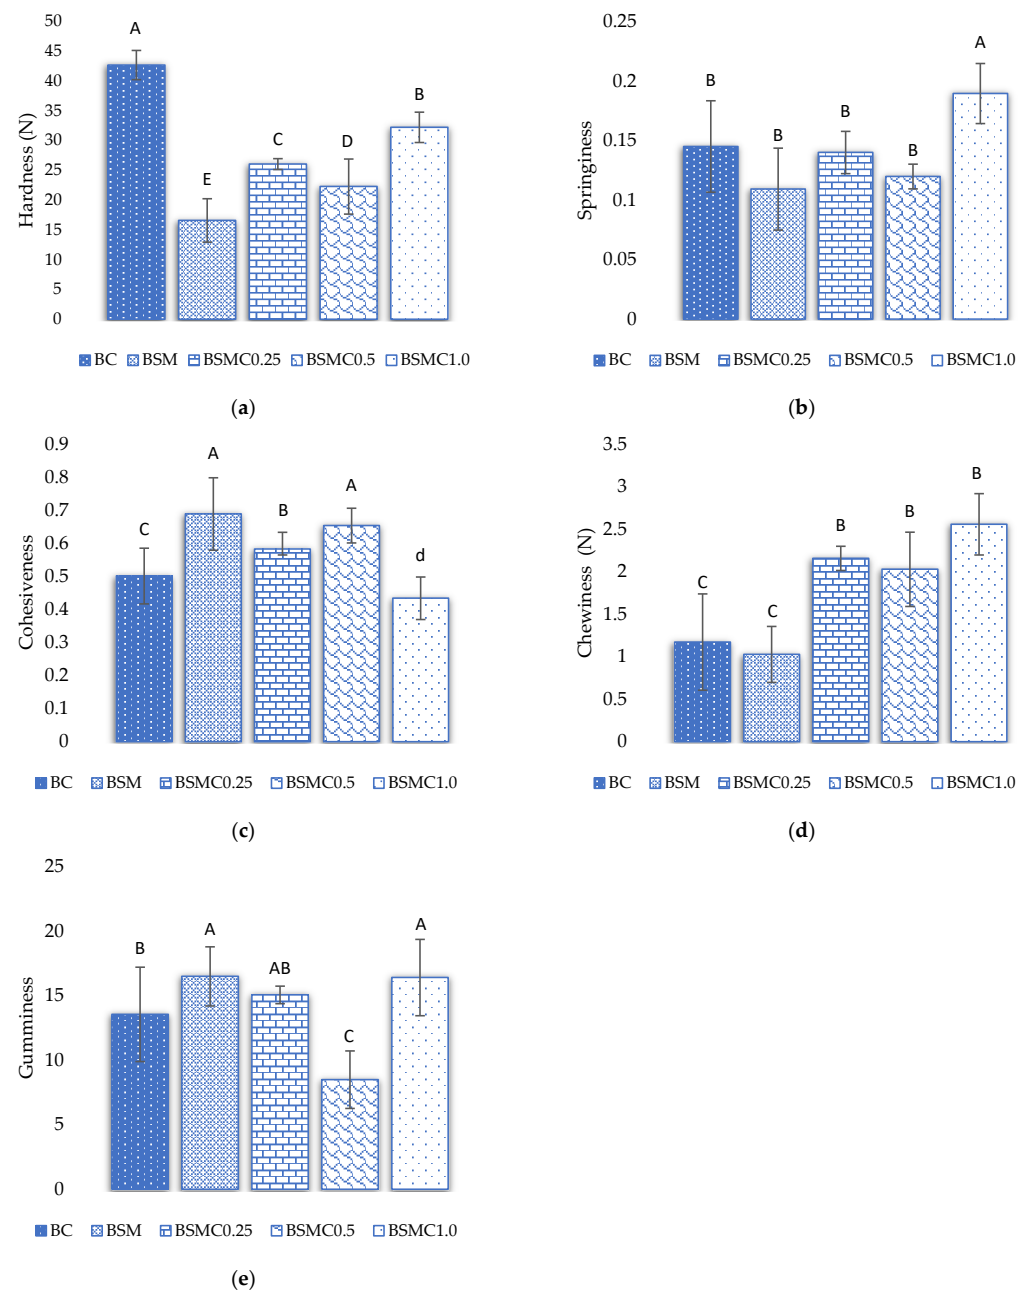 Hardness (N)
50
45
40
35
30
25
20
15
10
5
0
A
E
C
D
B
BC BSM BSMC0.25 BSMC0.5 BSMC1.0
(a)
Springiness
0.25
0.2
0.15
0.1
0.05
0
B
B
B
B
A
BC BSM BSMC0.25 BSMC0.5 BSMC1.0
(b)
Cohesiveness
0.9
0.8
0.7
0.6
0.5
0.4
0.3
0.2
0.1
0
C
A
B
A
d
BC BSM BSMC0.25 BSMC0.5 BSMC1.0
(c)
Chewiness (N)
3.5
3
2.5
2
1.5
1
0.5
0
C
C
B
B
B
BC BSM BSMC0.25 BSMC0.5 BSMC1.0
(d)
Gumminess
25
20
15
10
5
0
B
A
AB
C
A
BC BSM BSMC0.25 BSMC0.5 BSMC1.0
(e)